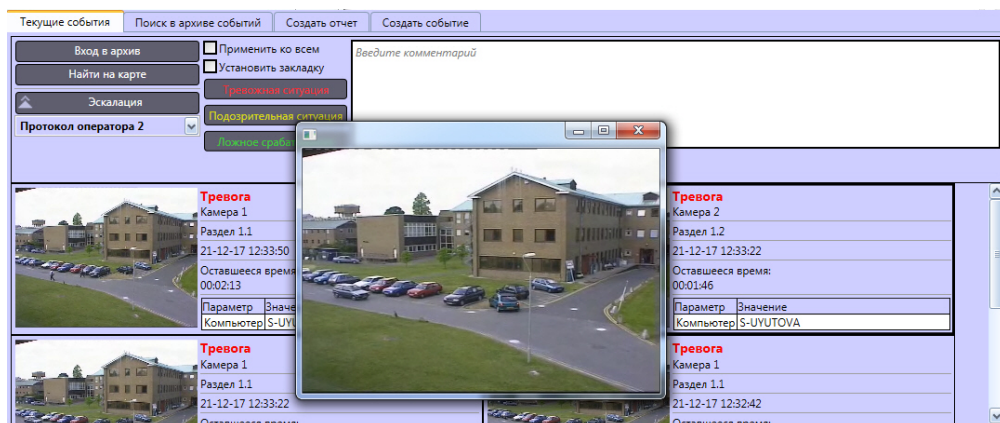 Текущие события
Поиск в архиве событий
Создать отчет
Создать событие
Вход в архив
Найти на карте
Эскалация
Протокол оператора 2
Применить ко всем
Установить закладку
Тревожная ситуация
Подозрительная ситуация
Ложное
Введите комментарий
Тревога
Камера 1
Раздел 1.1
21-12-17 12:33:50
Оставшееся время
00:02:13
Параметр
Компьютер
Тревога
Камера 2
Раздел 1.2
21-12-17 12:33:22
Оставшееся время:
00:01:46
Параметр Значение
Компьютер S-UYUTOVA
Тревога
Камера 1
Раздел 1.1
21-12-17 12:33:22
Оставшееся время:
Тревога
Камера 1
Раздел 1.1
21-12-17 12:32:42
Оставшееся время: